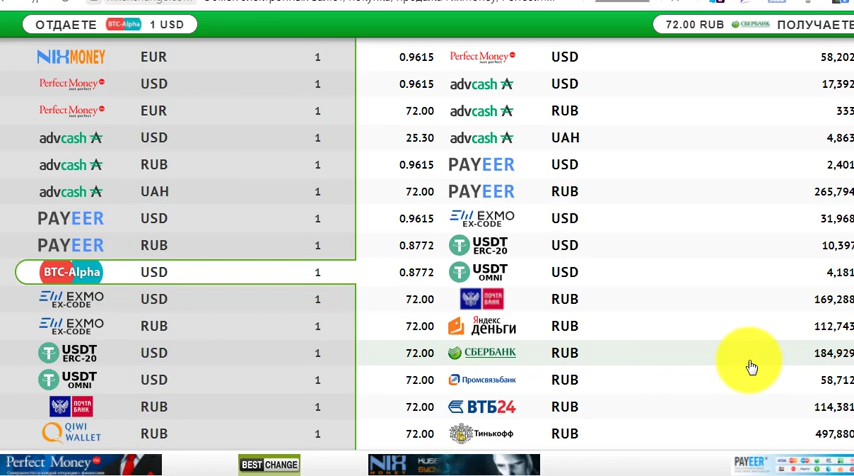 ОТДАЕТЕ BTC-Alpha 1 USD 72.00 RUB СБЕРБАНК ПОЛУЧАЕТЕ
NIXMONEY EUR 1 0.9615 Perfect Money USD 58,202
Perfect Money USD 1 0.9615 advcash USD 17,392
Perfect Money EUR 1 72.00 advcash RUB 333
advcash USD 1 25.30 advcash UAH 4,863
advcash RUB 1 0.9615 PAYEER USD 2,401
advcash UAH 1 72.00 PAYEER RUB 265,794
PAYEER USD 1 0.9615 EXMO EX-CODE USD 31,968
PAYEER RUB 1 0.8772 USDT ERC-20 USD 10,397
BTC-Alpha USD 1 0.8772 USDT OMNI USD 4,181
EXMO EX-CODE USD 1 72.00 ПОЧТА БАНК RUB 169,288
EXMO EX-CODE RUB 1 72.00 Яндекс деньги RUB 112,743
USDT ERC-20 USD 1 72.00 СБЕРБАНК RUB 184,929
USDT OMNI USD 1 72.00 Промсвязьбанк RUB 58,712
ПОЧТА БАНК RUB 1 72.00 ВТБ24 RUB 114,381
QIWI WALLET RUB 1 72.00 Тинькофф RUB 497,880
Perfect Money BESTCHANGE NIX MONEY PAYEER